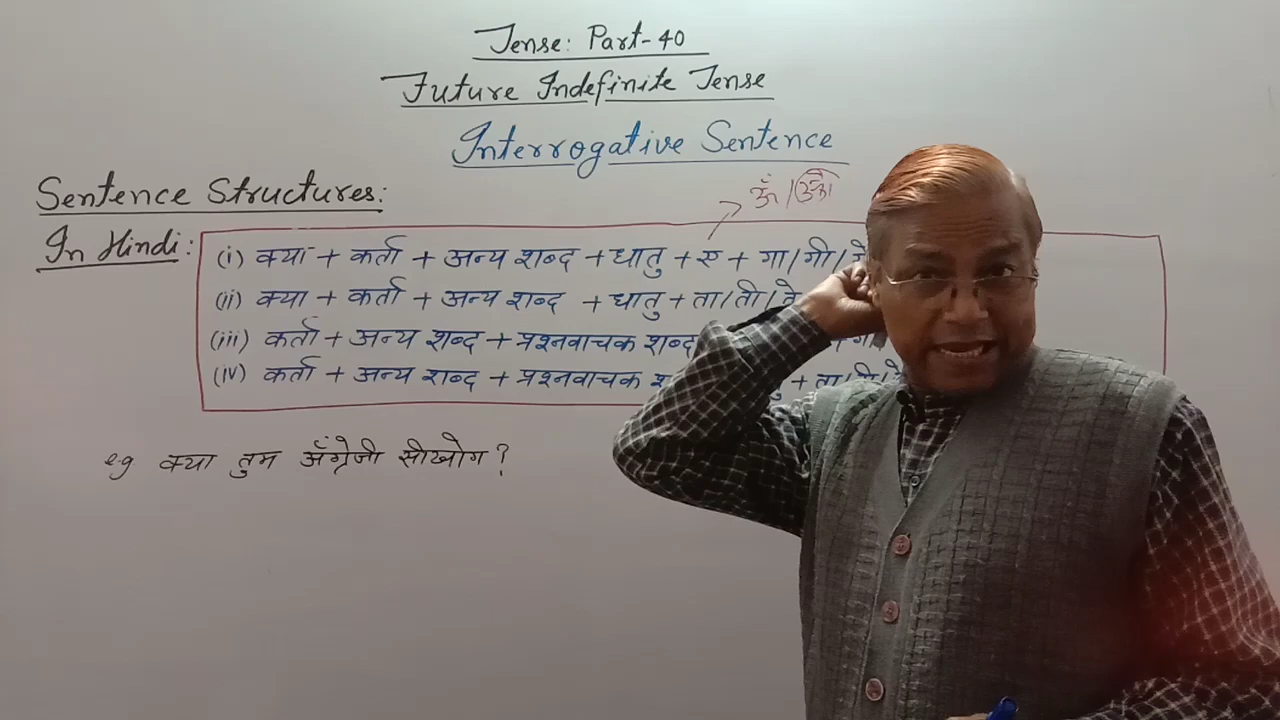 Tense: Part-40
Future Indefinite Tense
Interrogative Sentence
Sentence Structures:
ऊँ /
In Hindi:
(i) क्या + कर्ता + अन्य शब्द + धातु + ए + गा/गी/
(ii) क्या + कर्ता + अन्य शब्द + धातु + ता/ती/ते
(iii) कर्ता + अन्य शब्द + प्रश्नवाचक शब्द
(iv) कर्ता + अन्य शब्द + प्रश्नवाचक + ता/ती/
e.g क्या तुम अँग्रेजी सीखोगे ?